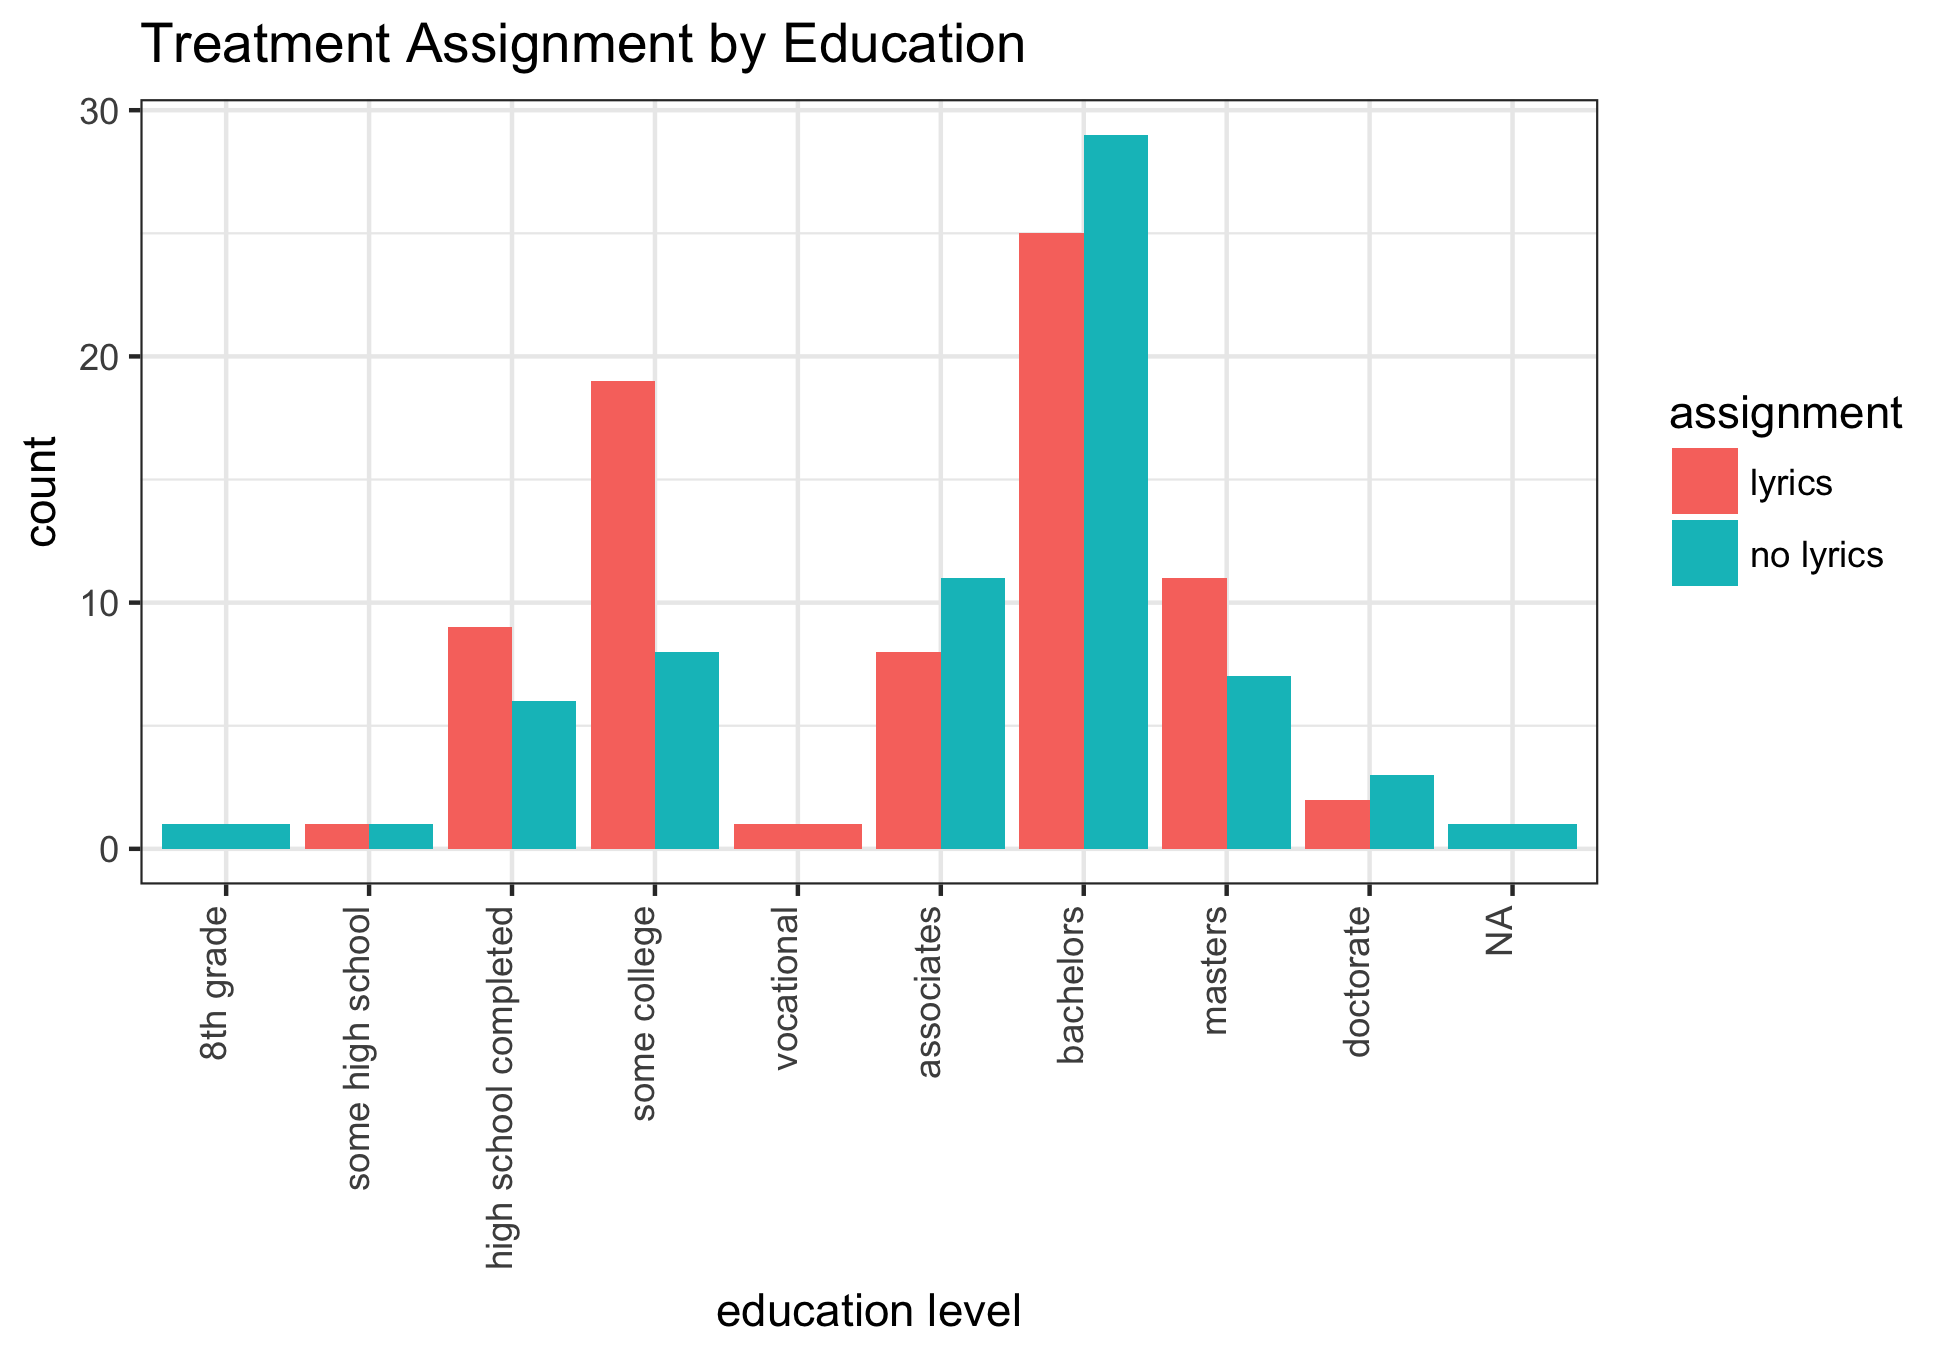 Treatment Assignment by Education
30
20
10
0
count
8th grade
some high school
high school completed
some college
vocational
associates
bachelors
masters
doctorate
NA
education level
assignment
lyrics
no lyrics